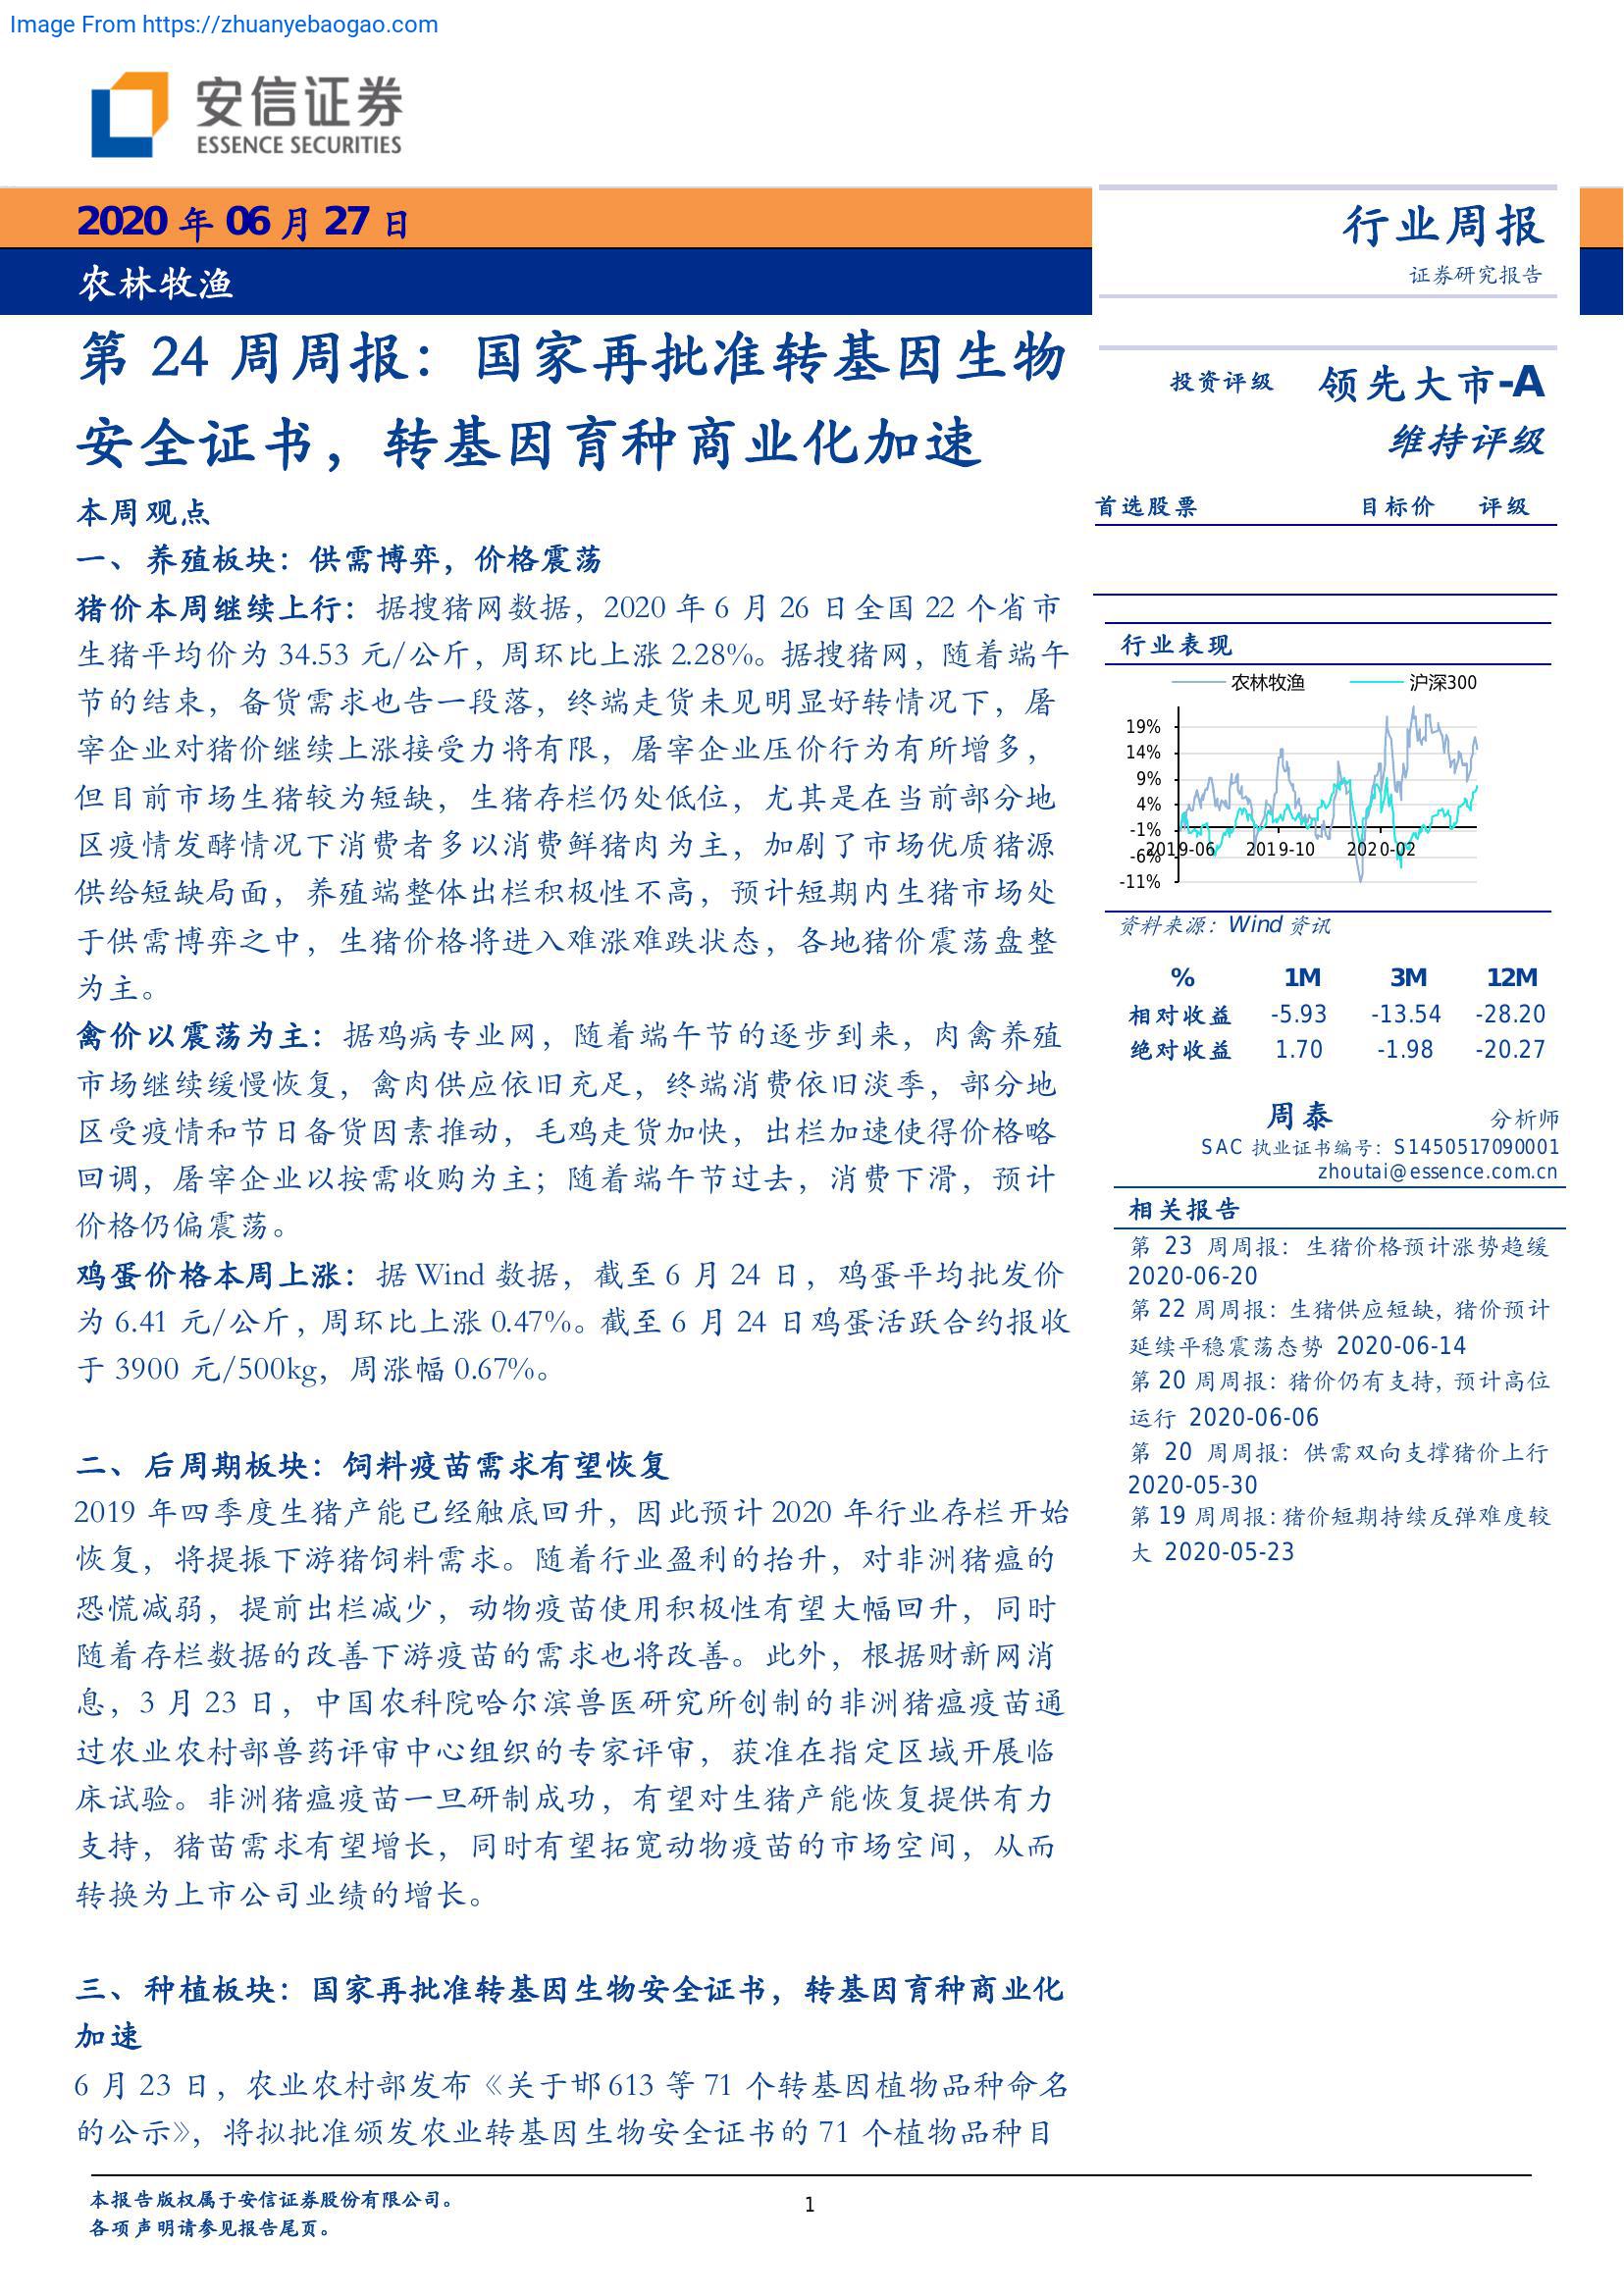 Image From https://zhuanyebaogao.com
安信证券
ESSENCE SECURITIES
2020 年 06 月 27 日
农林牧渔
行业周报
证券研究报告
第 24 周周报：国家再批准转基因生物
安全证书，转基因育种商业化加速
本周观点
一、养殖板块：供需博弈，价格震荡
猪价本周继续上行：据搜猪网数据，2020 年 6 月 26 日全国 22 个省市
生猪平均价为 34.53 元/公斤，周环比上涨 2.28%。据搜猪网，随着端午
节的结束，备货需求也告一段落，终端走货未见明显好转情况下，屠
宰企业对猪价继续上涨接受力将有限，屠宰企业压价行为有所增多，
但目前市场生猪较为短缺，生猪存栏仍处低位，尤其是在当前部分地
区疫情发酵情况下消费者多以消费鲜猪肉为主，加剧了市场优质猪源
供给短缺局面，养殖端整体出栏积极性不高，预计短期内生猪市场处
于供需博弈之中，生猪价格将进入难涨难跌状态，各地猪价震荡盘整
为主。
禽价以震荡为主：据鸡病专业网，随着端午节的逐步到来，肉禽养殖
市场继续缓慢恢复，禽肉供应依旧充足，终端消费依旧淡季，部分地
区受疫情和节日备货因素推动，毛鸡走货加快，出栏加速使得价格略
回调，屠宰企业以按需收购为主；随着端午节过去，消费下滑，预计
价格仍偏震荡。
鸡蛋价格本周上涨：据 Wind 数据，截至 6 月 24 日，鸡蛋平均批发价
为 6.41 元/公斤，周环比上涨 0.47%。截至 6 月 24 日鸡蛋活跃合约报收
于 3900 元/500kg，周涨幅 0.67%。
二、后周期板块：饲料疫苗需求有望恢复
2019 年四季度生猪产能已经触底回升，因此预计 2020 年行业存栏开始
恢复，将提振下游猪饲料需求。随着行业盈利的抬升，对非洲猪瘟的
恐慌减弱，提前出栏减少，动物疫苗使用积极性有望大幅回升，同时
随着存栏数据的改善下游疫苗的需求也将改善。此外，根据财新网消
息，3 月 23 日，中国农科院哈尔滨兽医研究所创制的非洲猪瘟疫苗通
过农业农村部兽药评审中心组织的专家评审，获准在指定区域开展临
床试验。非洲猪瘟疫苗一旦研制成功，有望对生猪产能恢复提供有力
支持，猪苗需求有望增长，同时有望拓宽动物疫苗的市场空间，从而
转换为上市公司业绩的增长。
三、种植板块：国家再批准转基因生物安全证书，转基因育种商业化
加速
6 月 23 日，农业农村部发布《关于邯 613 等 71 个转基因植物品种命名
的公示》，将拟批准颁发农业转基因生物安全证书的 71 个植物品种目
投资评级 领先大市-A
维持评级
首选股票 目标价 评级
行业表现
农林牧渔 沪深300
19%
14%
9%
4%
-1%
-6%
-11%
2019-06 2019-10 2020-02
资料来源：Wind 资讯
% 1M 3M 12M
相对收益 -5.93 -13.54 -28.20
绝对收益 1.70 -1.98 -20.27
周泰 分析师
SAC 执业证书编号：S1450517090001
zhoutai@essence.com.cn
相关报告
第 23 周周报：生猪价格预计涨势趋缓
2020-06-20
第 22 周周报：生猪供应短缺，猪价预计
延续平稳震荡态势 2020-06-14
第 20 周周报：猪价仍有支持，预计高位
运行 2020-06-06
第 20 周周报：供需双向支撑猪价上行
2020-05-30
第 19 周周报：猪价短期持续反弹难度较
大 2020-05-23
本报告版权属于安信证券股份有限公司。
各项声明请参见报告尾页。
1